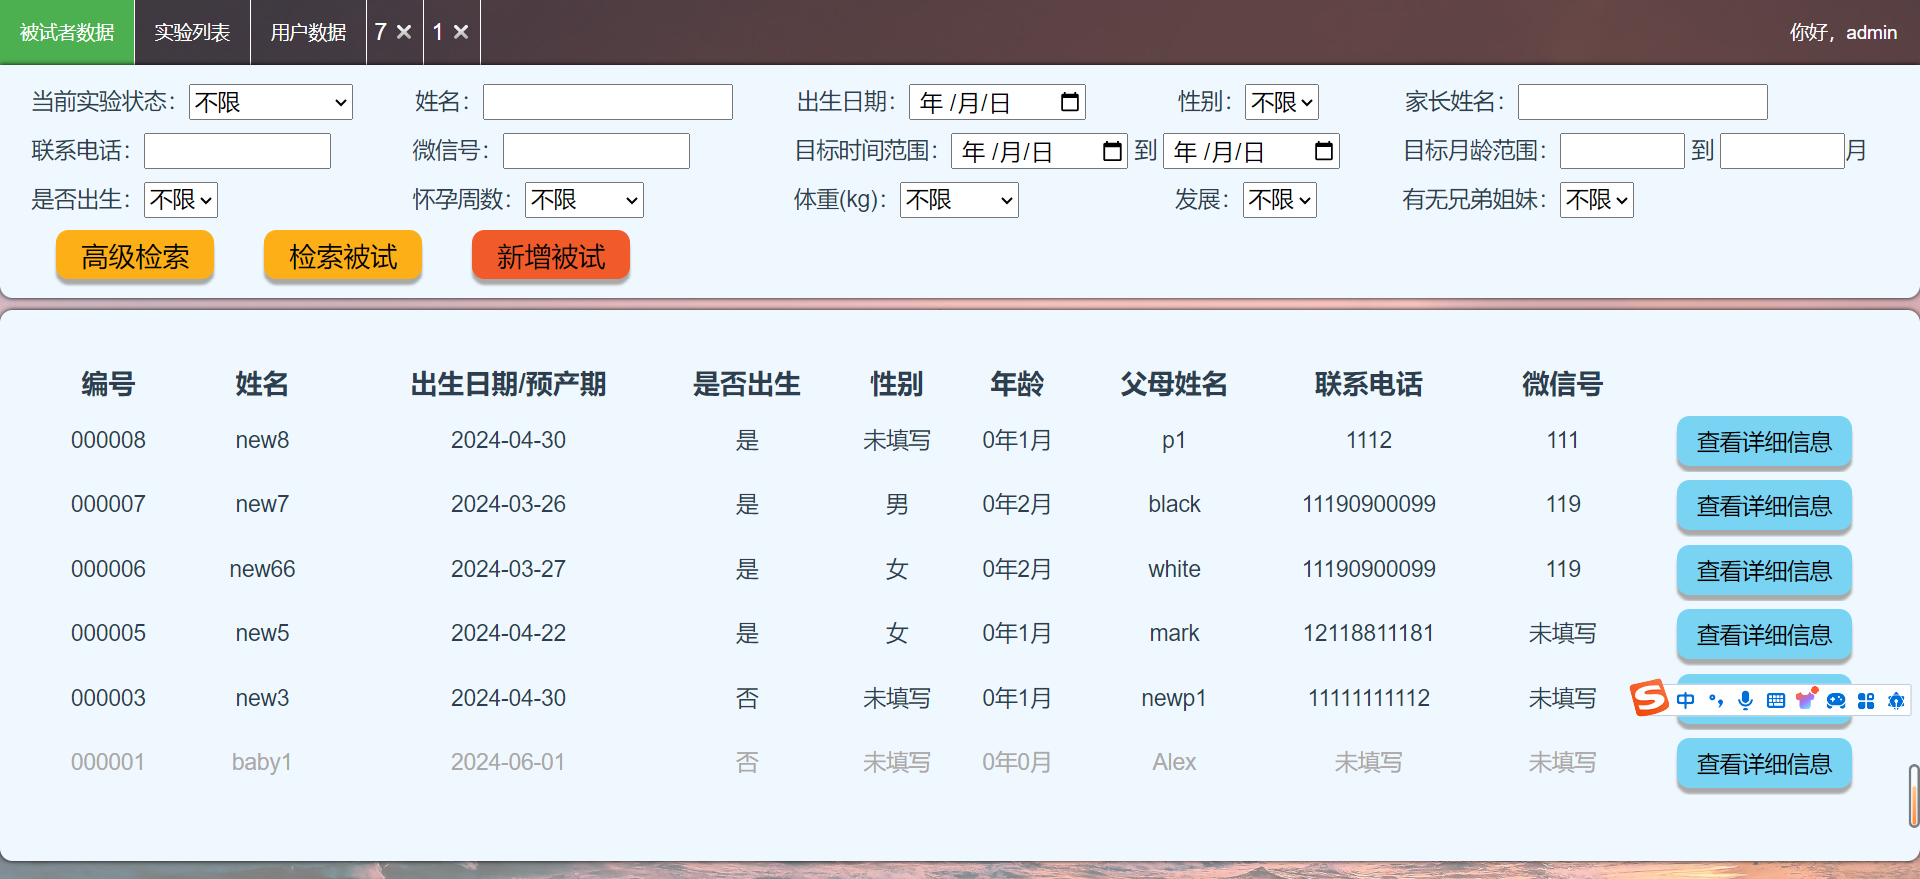 被试者数据 实验列表 用户数据 7 ✕ 1 ✕ 你好，admin
当前实验状态： 不限 姓名： 出生日期： 年 /月/日 性别： 不限 家长姓名：
联系电话： 微信号： 目标时间范围： 年 /月/日 到 年 /月/日 目标月龄范围： 到 月
是否出生： 不限 怀孕周数： 不限 体重(kg)： 不限 发展： 不限 有无兄弟姐妹： 不限
高级检索 检索被试 新增被试
编号 姓名 出生日期/预产期 是否出生 性别 年龄 父母姓名 联系电话 微信号
000008 new8 2024-04-30 是 未填写 0年1月 p1 1112 111 查看详细信息
000007 new7 2024-03-26 是 男 0年2月 black 11190900099 119 查看详细信息
000006 new66 2024-03-27 是 女 0年2月 white 11190900099 119 查看详细信息
000005 new5 2024-04-22 是 女 0年1月 mark 12118811181 未填写 查看详细信息
000003 new3 2024-04-30 否 未填写 0年1月 newp1 11111111112 未填写 S 中
000001 baby1 2024-06-01 否 未填写 0年0月 Alex 未填写 未填写 查看详细信息